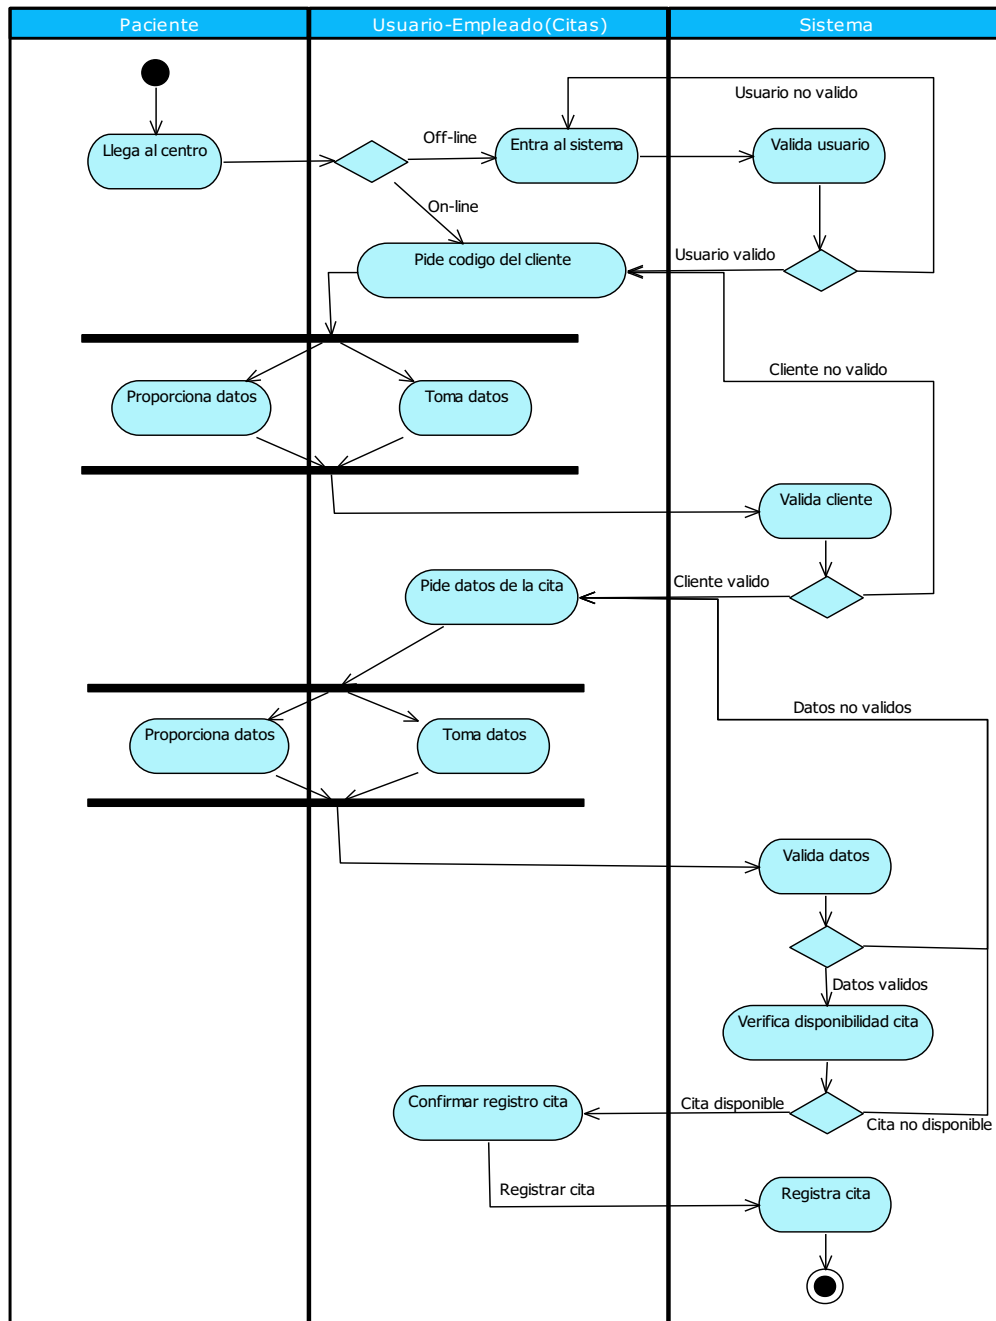 Paciente
Usuario-Empleado(Citas)
Sistema
Usuario no valido
Llega al centro
Off-line
Entra al sistema
Valida usuario
On-line
Pide codigo del cliente
Usuario valido
Cliente no valido
Proporciona datos
Toma datos
Valida cliente
Pide datos de la cita
Cliente valido
Datos no validos
Proporciona datos
Toma datos
Valida datos
Datos validos
Verifica disponibilidad cita
Confirmar registro cita
Cita disponible
Cita no disponible
Registrar cita
Registra cita